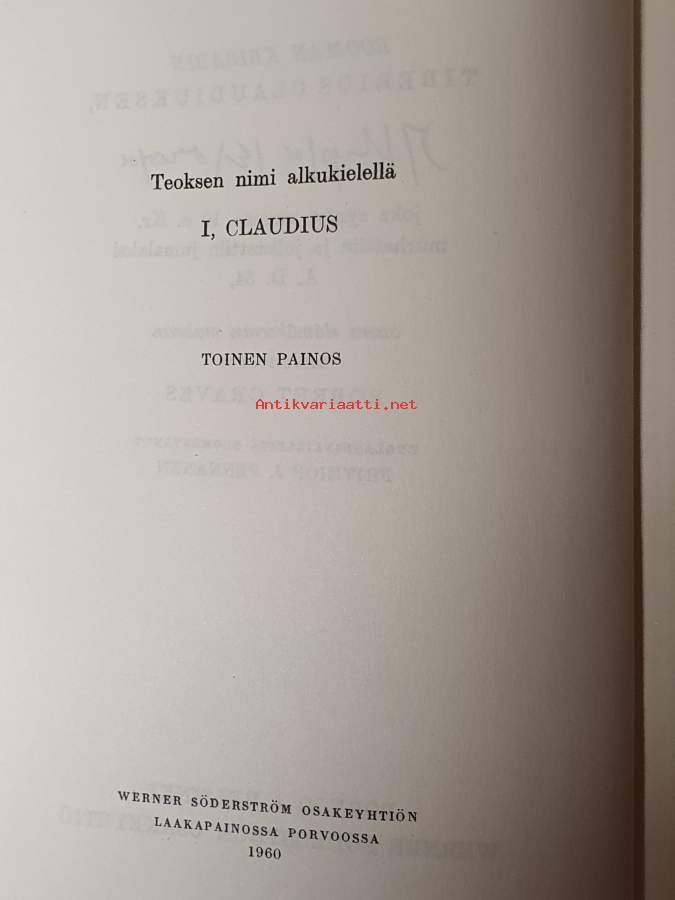 Teoksen nimi alkukielellä
I, CLAUDIUS
TOINEN PAINOS
Antikvariaatti.net
WERNER SÖDERSTRÖM OSAKEYHTIÖN
LAAKAPAINOSSA PORVOOSSA
1960